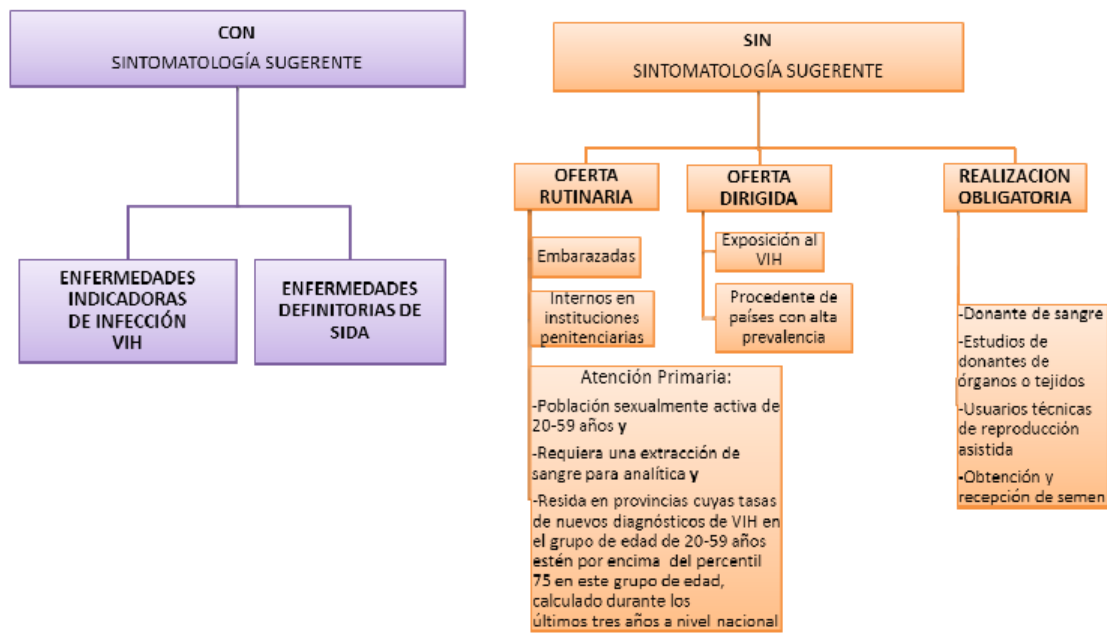 CON
SINTOMATOLOGÍA SUGERENTE
ENFERMEDADES
INDICADORAS
DE INFECCIÓN
VIH
ENFERMEDADES
DEFINITORIAS DE
SIDA
SIN
SINTOMATOLOGÍA SUGERENTE
OFERTA
RUTINARIA
Embarazadas
Internos en
instituciones
penitenciarias
Atención Primaria:
-Población sexualmente activa de
20-59 años y
-Requiera una extracción de
sangre para analítica y
-Resida en provincias cuyas tasas
de nuevos diagnósticos de VIH en
el grupo de edad de 20-59 años
estén por encima del percentil
75 en este grupo de edad,
calculado durante los
últimos tres años a nivel nacional
OFERTA
DIRIGIDA
Exposición al
VIH
Procedente de
países con alta
prevalencia
REALIZACION
OBLIGATORIA
-Donante de sangre
-Estudios de
donantes de
órganos o tejidos
-Usuarios técnicas
de reproducción
asistida
-Obtención y
recepción de semen